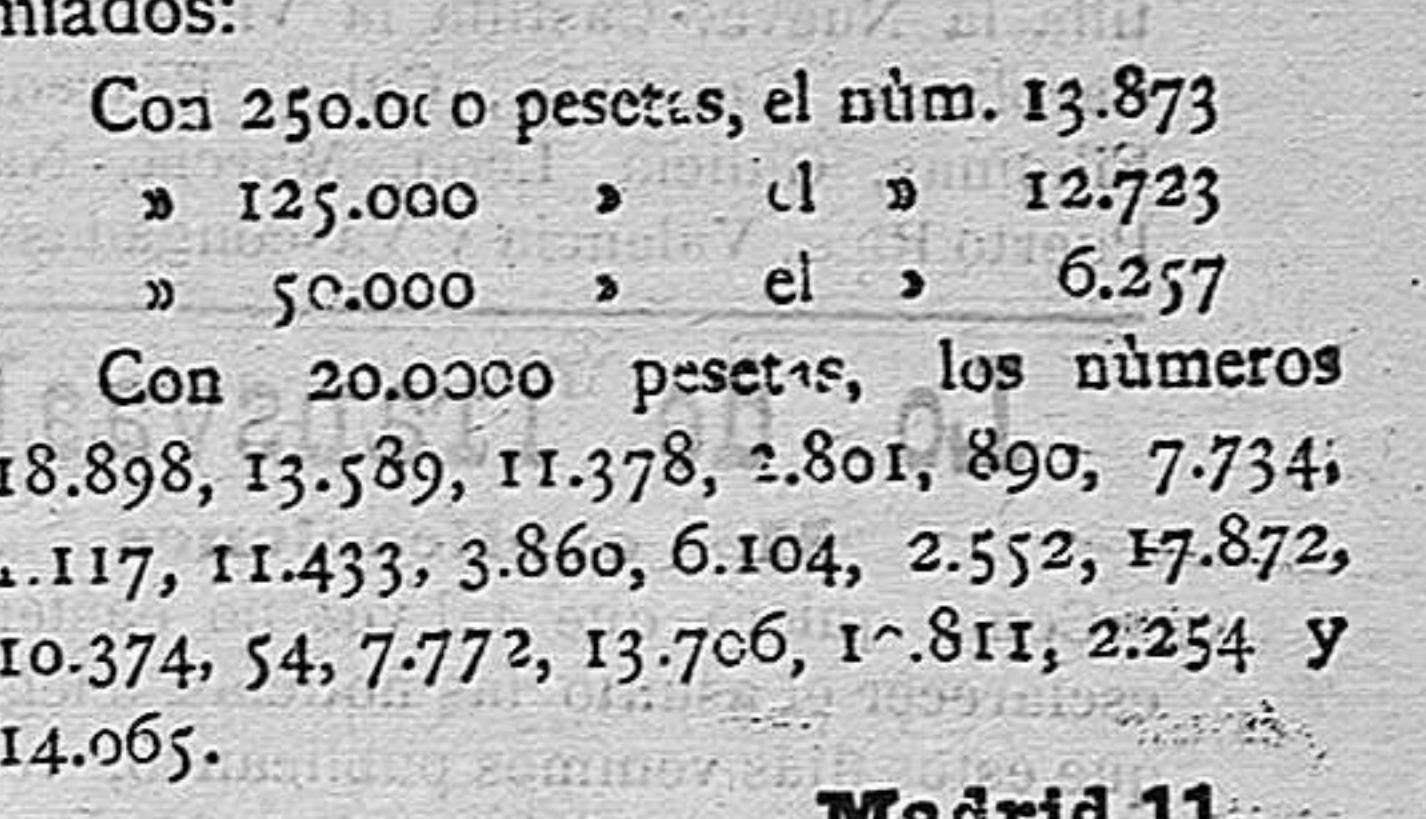 miados:
Con 250.000 pesetas, el nùm. 13.873
» 125.000 » el » 12.723
» 50.000 » el » 6.257
Con 20.0000 pesetas, los nùmeros
18.898, 13.589, 11.378, 2.801, 890, 7.734,
.117, 11.433, 3.860, 6.104, 2.552, 17.872,
10.374, 54, 7.772, 13.706, 2.254 y
14.065.
Madrid 11